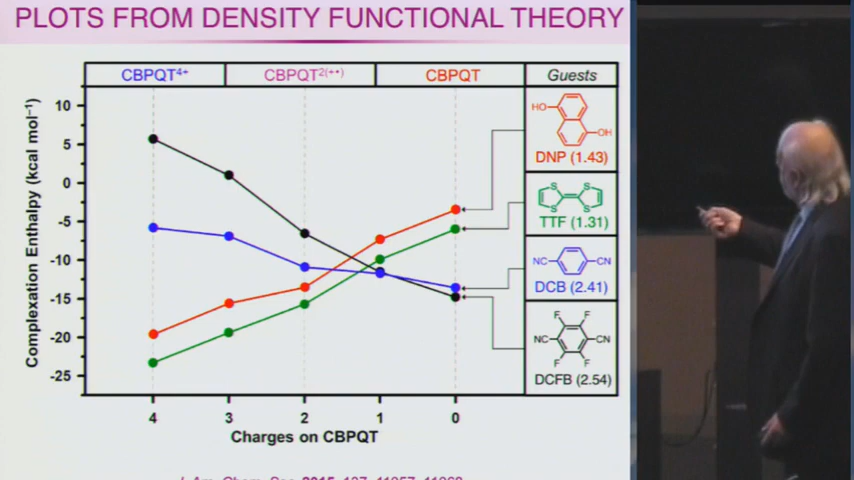 PLOTS FROM DENSITY FUNCTIONAL THEORY
CBPQT4+ CBPQT2(•+) CBPQT Guests
Complexation Enthalpy (kcal mol–1)
10
5
0
-5
-10
-15
-20
-25
4 3 2 1 0
Charges on CBPQT
HO
OH
DNP (1.43)
S S
S S
TTF (1.31)
NC CN
DCB (2.41)
F F
NC CN
F F
DCFB (2.54)
2015